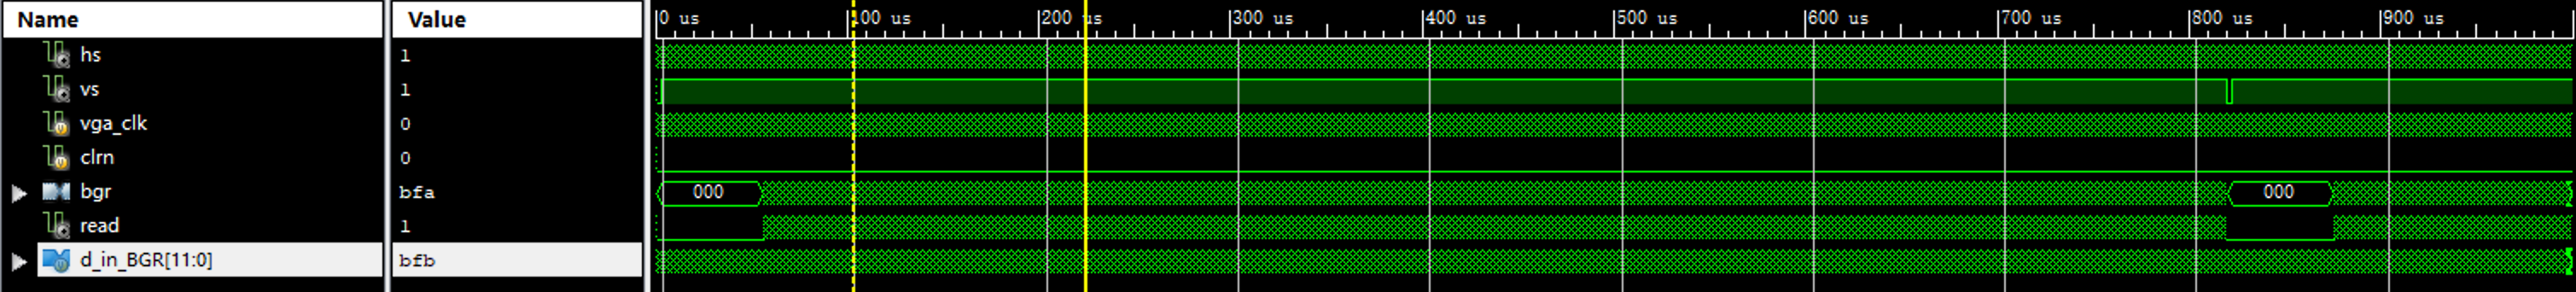 Name Value 0 us 100 us 200 us 300 us 400 us 500 us 600 us 700 us 800 us 900 us
hs 1
vs 1
vga_clk 0
clrn 0
bgr bfa 000 000
read 1
d_in_BGR[11:0] bfb